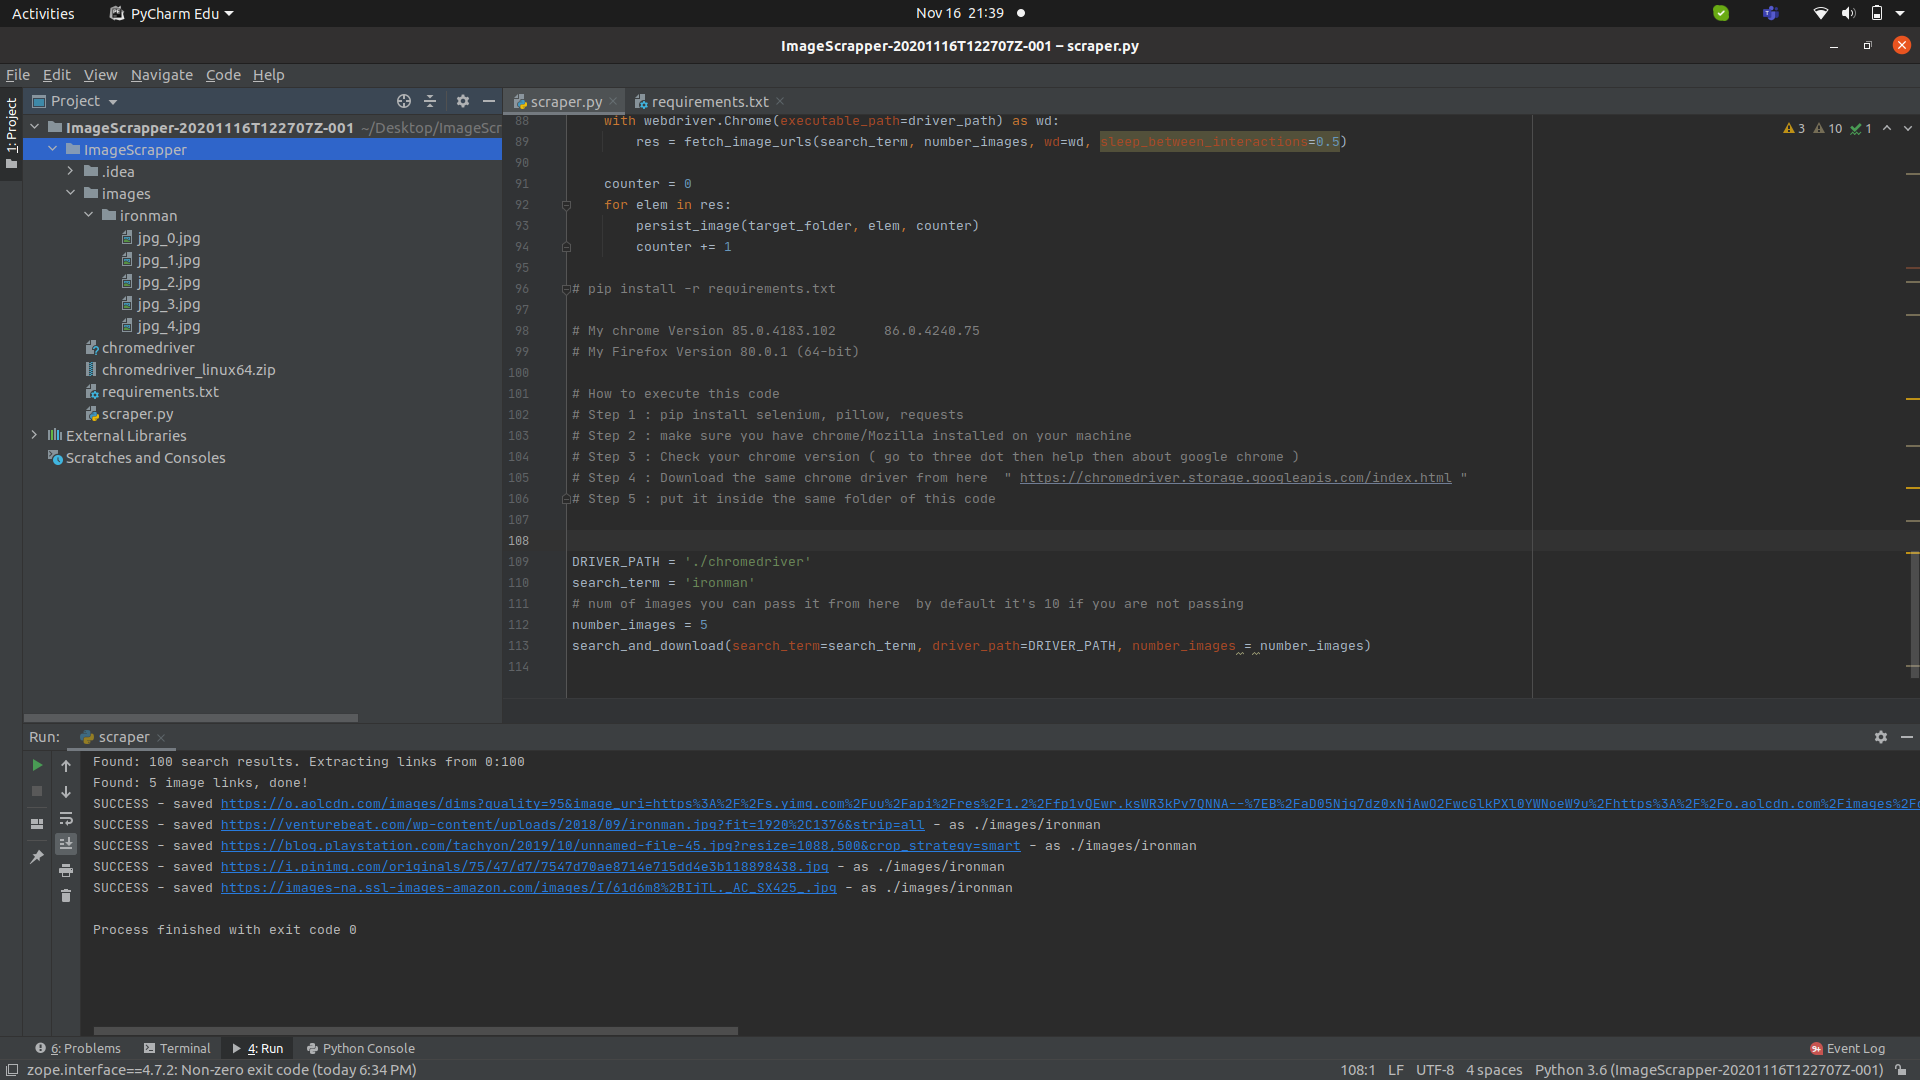 Activities PyCharm Edu Nov 16 21:39
ImageScrapper-20201116T122707Z-001 – scraper.py
File Edit View Navigate Code Help
Project
scraper.py
requirements.txt
1: Project
ImageScrapper-20201116T122707Z-001 ~/Desktop/ImageScr
ImageScrapper
.idea
images
ironman
jpg_0.jpg
jpg_1.jpg
jpg_2.jpg
jpg_3.jpg
jpg_4.jpg
chromedriver
chromedriver_linux64.zip
requirements.txt
scraper.py
External Libraries
Scratches and Consoles
3 10 1
88 with webdriver.Chrome(executable_path=driver_path) as wd:
89 res = fetch_image_urls(search_term, number_images, wd=wd, sleep_between_interactions=0.5)
90
91 counter = 0
92 for elem in res:
93 persist_image(target_folder, elem, counter)
94 counter += 1
95
96 # pip install -r requirements.txt
97
98 # My chrome Version 85.0.4183.102      86.0.4240.75
99 # My Firefox Version 80.0.1 (64-bit)
100
101 # How to execute this code
102 # Step 1 : pip install selenium, pillow, requests
103 # Step 2 : make sure you have chrome/Mozilla installed on your machine
104 # Step 3 : Check your chrome version ( go to three dot then help then about google chrome )
105 # Step 4 : Download the same chrome driver from here  " https://chromedriver.storage.googleapis.com/index.html "
106 # Step 5 : put it inside the same folder of this code
107
108
109 DRIVER_PATH = './chromedriver'
110 search_term = 'ironman'
111 # num of images you can pass it from here  by default it's 10 if you are not passing
112 number_images = 5
113 search_and_download(search_term=search_term, driver_path=DRIVER_PATH, number_images = number_images)
114
Run: scraper
Found: 100 search results. Extracting links from 0:100
Found: 5 image links, done!
SUCCESS - saved https://o.aolcdn.com/images/dims?quality=95&image_uri=https%3A%2F%2Fs.yimg.com%2Fuu%2Fapi%2Fres%2F1.2%2Ffp1vQEwr.ksWR3kPv7QNNA--%7EB%2FaD05Njg7dz0xNjAwO2FwcGlkPXl0YWNoeW9u%2Fhttps%3A%2F%2Fo.aolcdn.com%2Fimages%2F
SUCCESS - saved https://venturebeat.com/wp-content/uploads/2018/09/ironman.jpg?fit=1920%2C1376&strip=all - as ./images/ironman
SUCCESS - saved https://blog.playstation.com/tachyon/2019/10/unnamed-file-45.jpg?resize=1088,500&crop_strategy=smart - as ./images/ironman
SUCCESS - saved https://i.pinimg.com/originals/75/47/d7/7547d70ae8714e715dd4e3b118898438.jpg - as ./images/ironman
SUCCESS - saved https://images-na.ssl-images-amazon.com/images/I/61d6m8%2BIjTL._AC_SX425_.jpg - as ./images/ironman
Process finished with exit code 0
6: Problems Terminal 4: Run Python Console 9+ Event Log
zope.interface==4.7.2: Non-zero exit code (today 6:34 PM) 108:1 LF UTF-8 4 spaces Python 3.6 (ImageScrapper-20201116T122707Z-001)